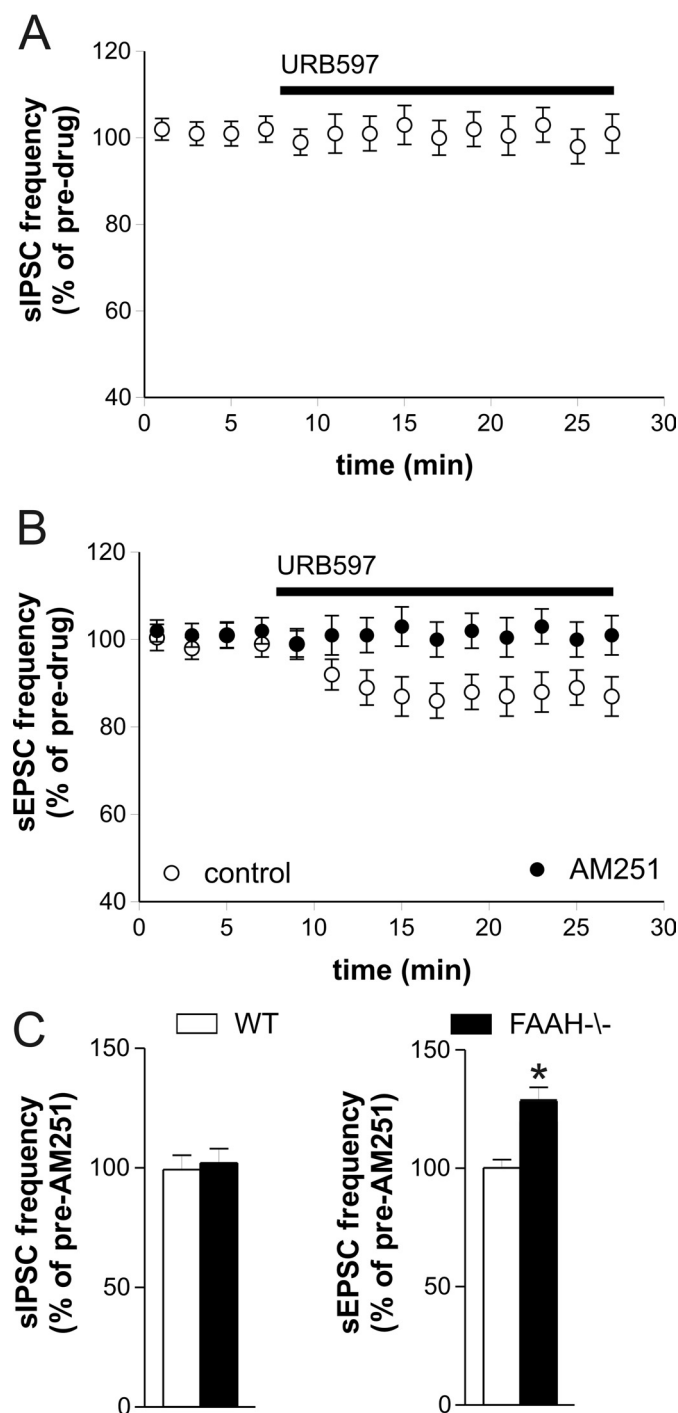 A
120
100
80
60
40
sIPSC frequency
(% of pre-drug)
URB597
0 5 10 15 20 25 30
time (min)
B
120
100
80
60
40
sEPSC frequency
(% of pre-drug)
URB597
control
AM251
0 5 10 15 20 25 30
time (min)
C
WT
FAAH-\-
150
100
50
0
sIPSC frequency
(% of pre-AM251)
150
100
50
0
sEPSC frequency
(% of pre-AM251)
*